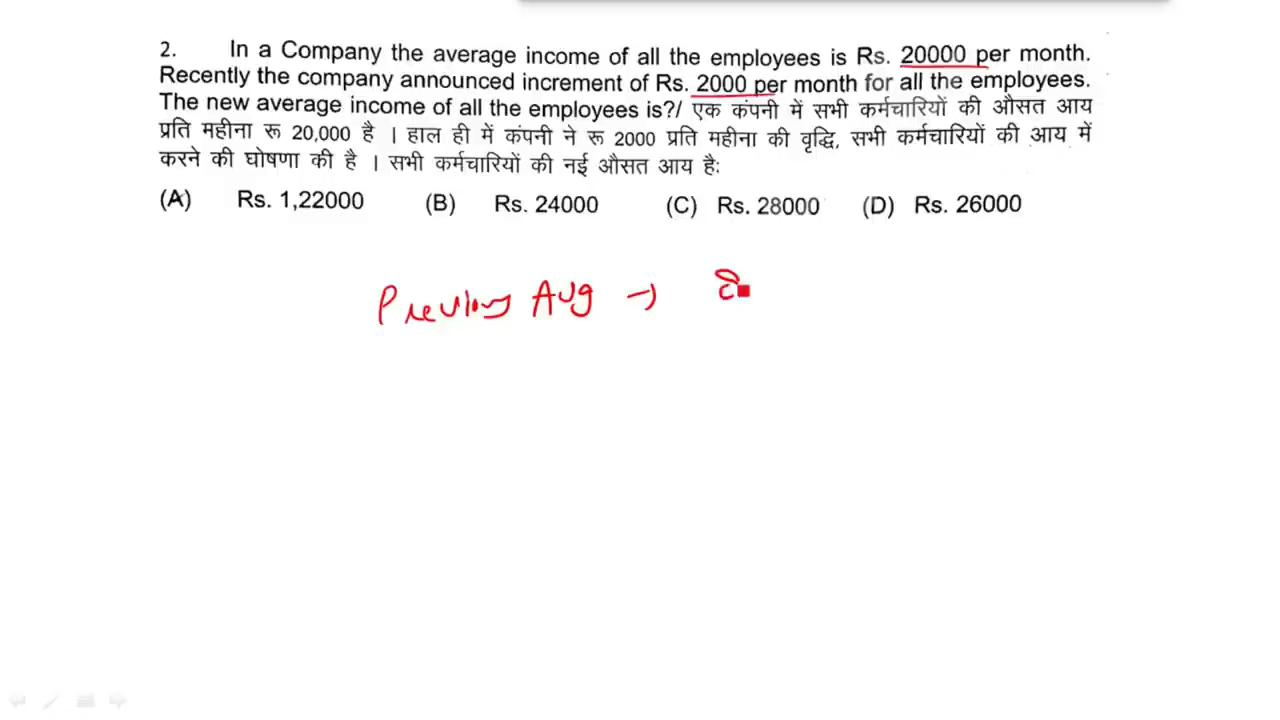 2. In a Company the average income of all the employees is Rs. 20000 per month.
Recently the company announced increment of Rs. 2000 per month for all the employees.
The new average income of all the employees is?/ एक कंपनी में सभी कर्मचारियों की औसत आय
प्रति महीना रू 20,000 है । हाल ही में कंपनी ने रू 2000 प्रति महीना की वृद्धि, सभी कर्मचारियों की आय में
करने की घोषणा की है । सभी कर्मचारियों की नई औसत आय है:
(A) Rs. 1,22000 (B) Rs. 24000 (C) Rs. 28000 (D) Rs. 26000
Previous Avg →